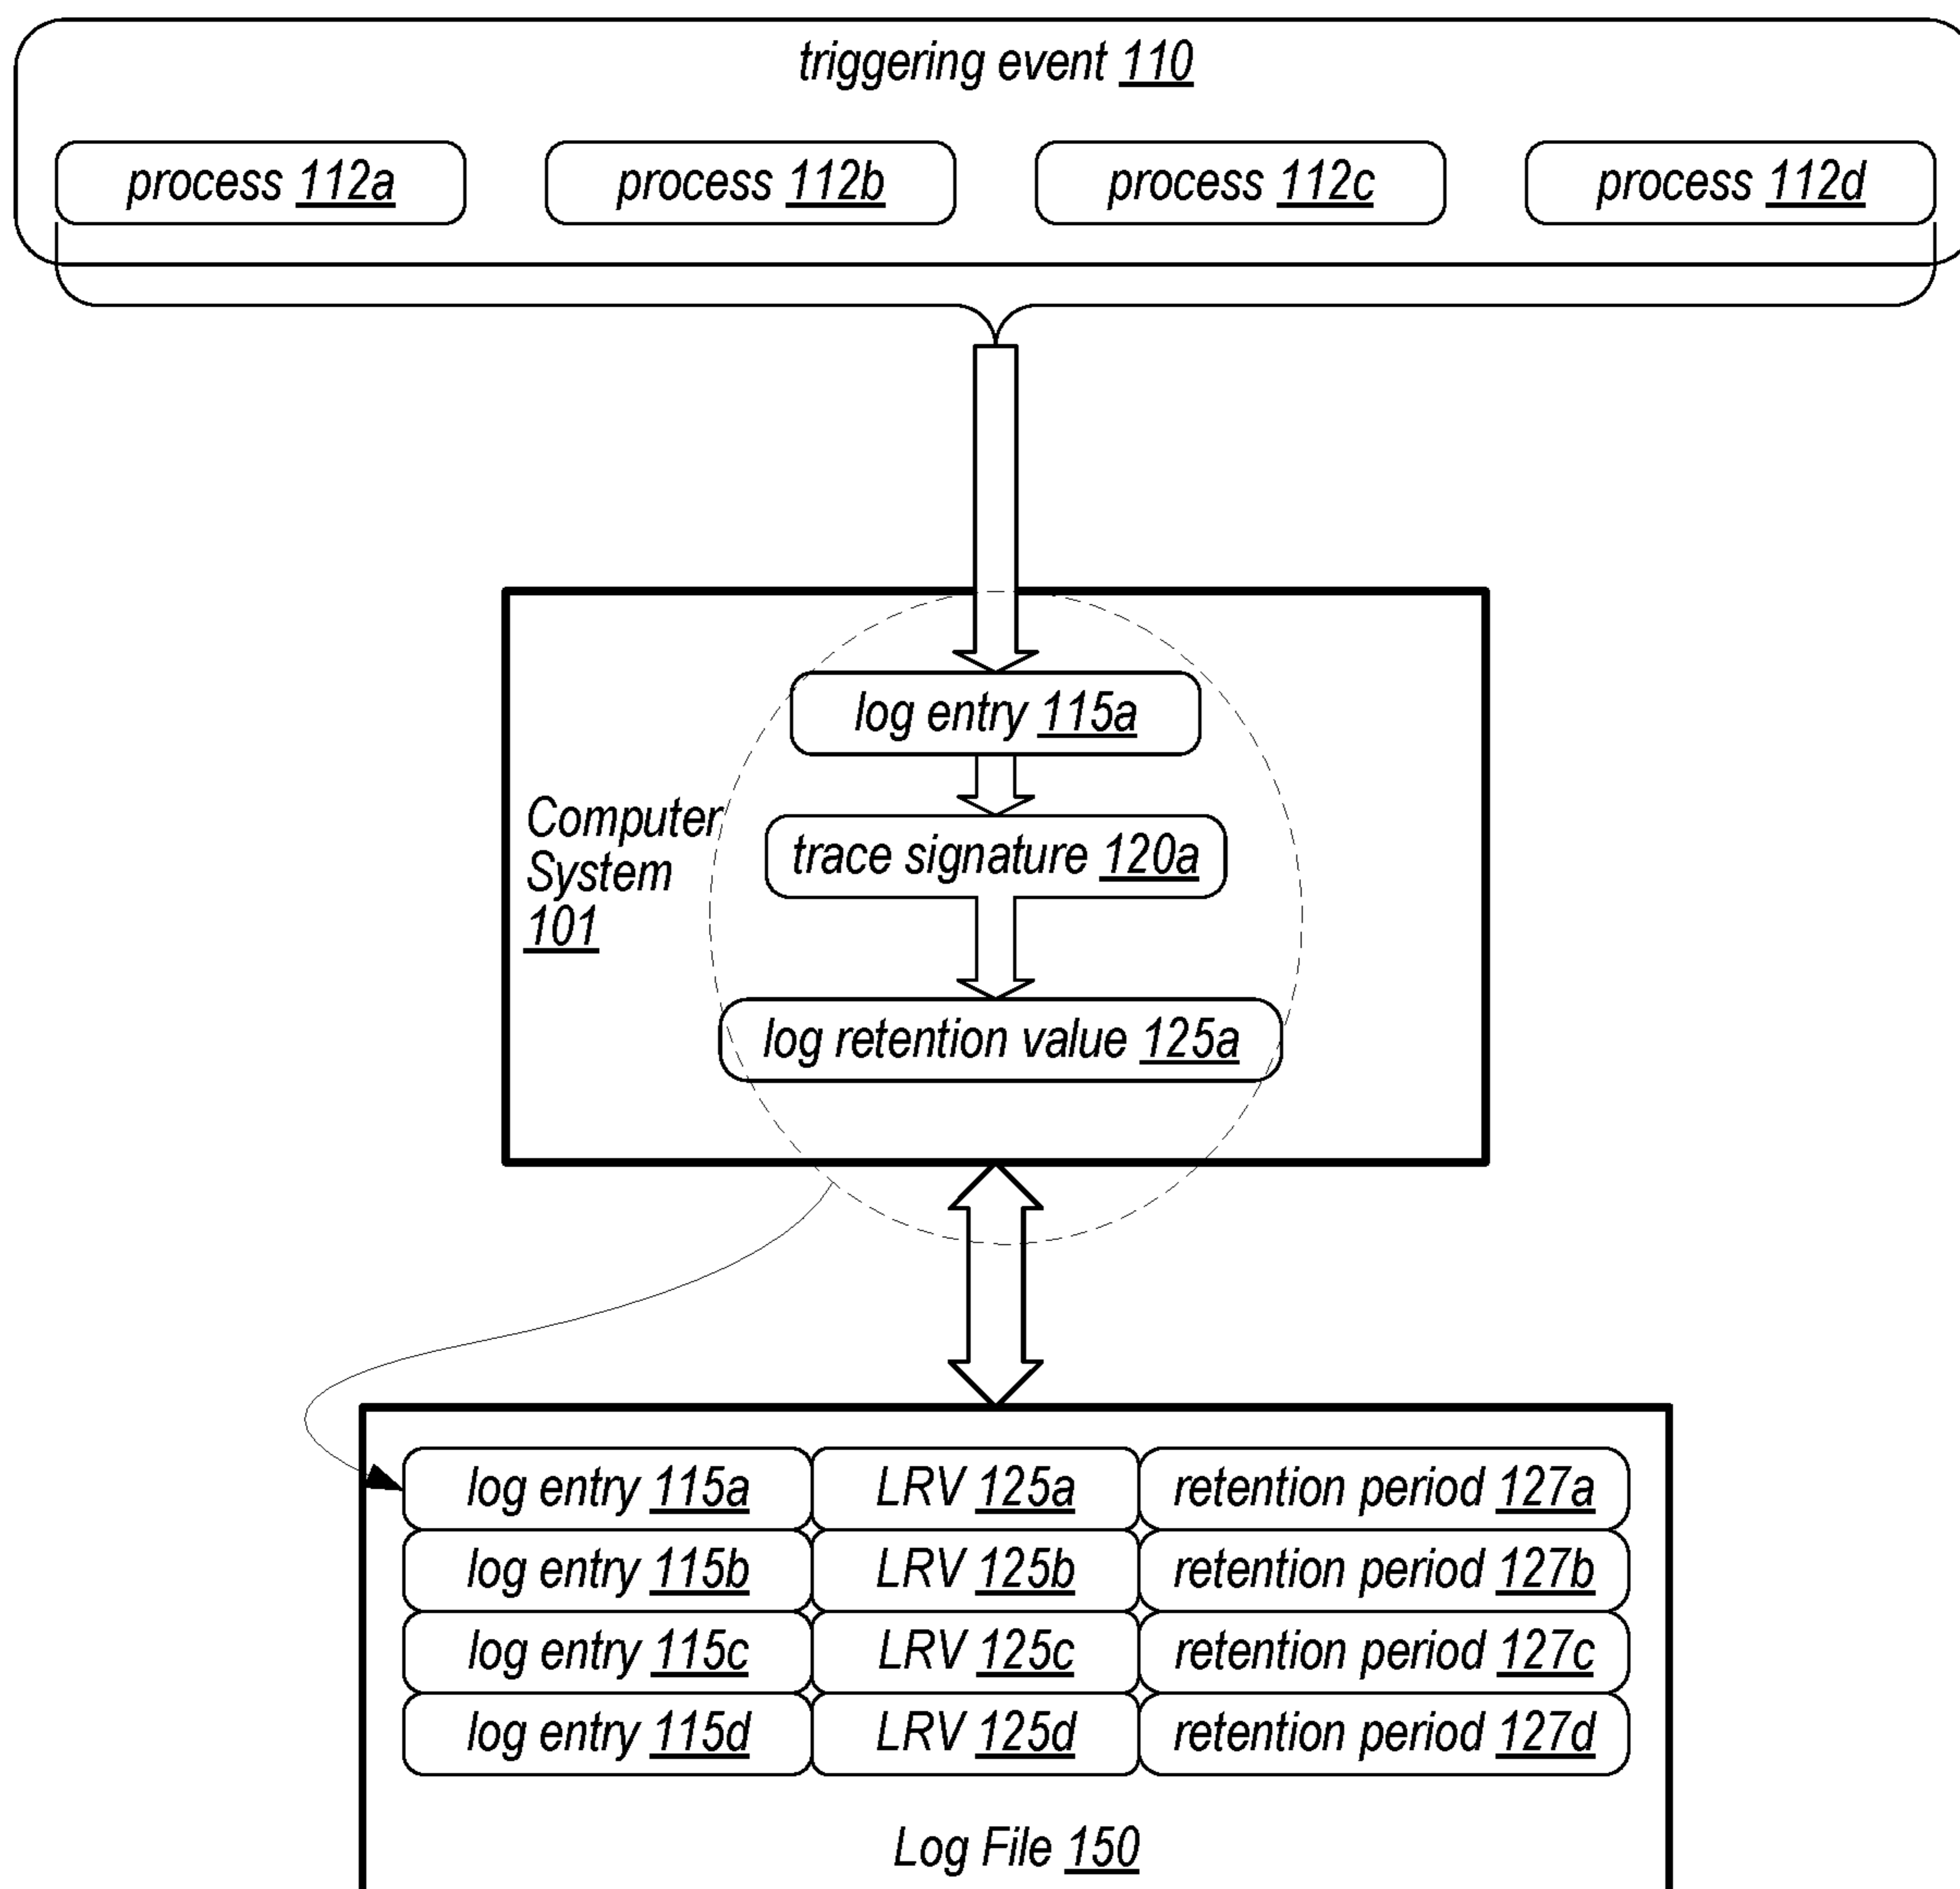 triggering event 110
process 112a process 112b process 112c process 112d
log entry 115a
Computer
System
101
trace signature 120a
log retention value 125a
log entry 115a LRV 125a retention period 127a
log entry 115b LRV 125b retention period 127b
log entry 115c LRV 125c retention period 127c
log entry 115d LRV 125d retention period 127d
Log File 150